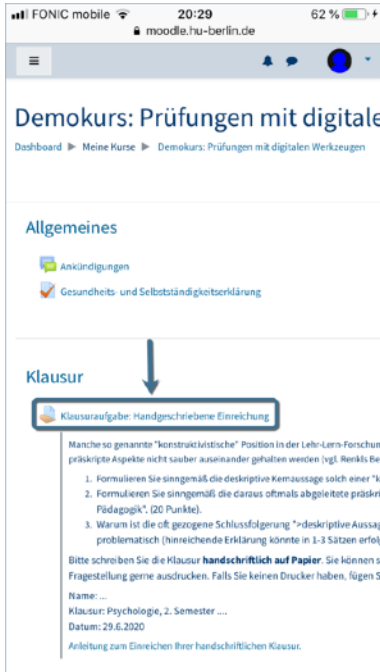 FONIC mobile 20:29 62 %
moodle.hu-berlin.de
Demokurs: Prüfungen mit digitale
Dashboard ▶ Meine Kurse ▶ Demokurs: Prüfungen mit digitalen Werkzeugen
Allgemeines
Ankündigungen
Gesundheits- und Selbstständigkeitserklärung
Klausur
Klausuraufgabe: Handgeschriebene Einreichung
Manche so genannte "konstruktivistische" Position in der Lehr-Lern-Forschun
präskripte Aspekte nicht sauber auseinander gehalten werden (vgl. Renkls Be
1. Formulieren Sie sinngemäß die deskriptive Kernaussage solch einer "k
2. Formulieren Sie sinngemäß die daraus oftmals abgeleitete präskri
Pädagogik". (20 Punkte).
3. Warum ist die oft gezogene Schlussfolgerung ">deskriptive Aussag
problematisch (hinreichende Erklärung könnte in 1-3 Sätzen erfolg
Bitte schreiben Sie die Klausur handschriftlich auf Papier. Sie können s
Fragestellung gerne ausdrucken. Falls Sie keinen Drucker haben, fügen S
Name: ...
Klausur: Psychologie, 2. Semester ....
Datum: 29.6.2020
Anleitung zum Einreichen Ihrer handschriftlichen Klausur.